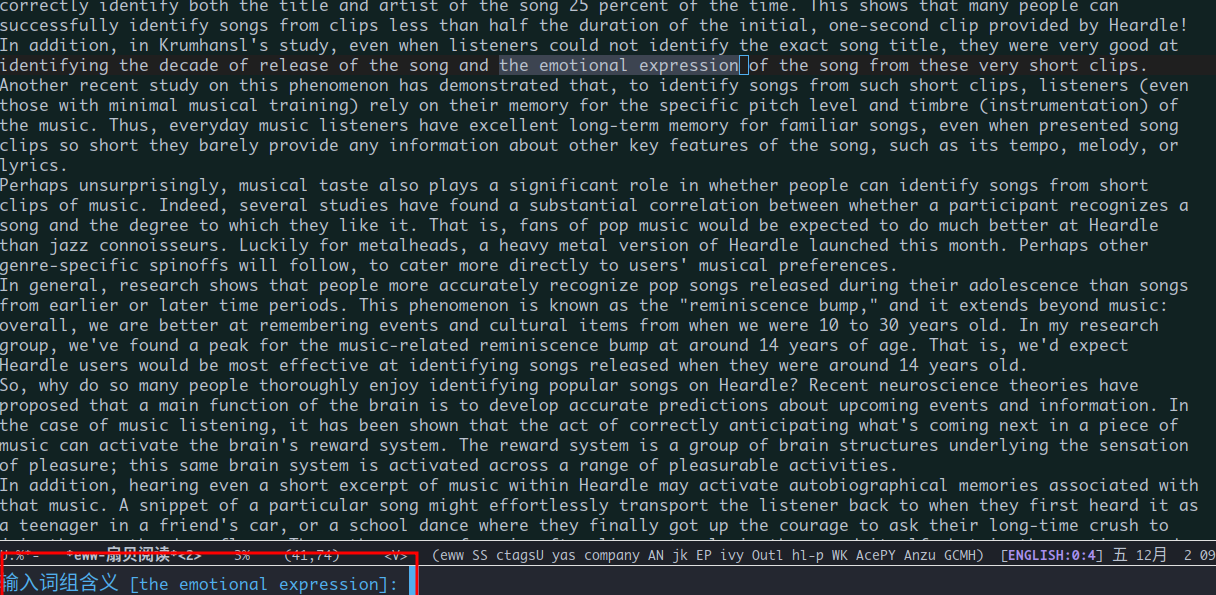 correctly identify both the title and artist of the song 25 percent of the time. This shows that many people can
successfully identify songs from clips less than half the duration of the initial, one-second clip provided by Heardle!
In addition, in Krumhansl's study, even when listeners could not identify the exact song title, they were very good at
identifying the decade of release of the song and the emotional expression of the song from these very short clips.
Another recent study on this phenomenon has demonstrated that, to identify songs from such short clips, listeners (even
those with minimal musical training) rely on their memory for the specific pitch level and timbre (instrumentation) of
the music. Thus, everyday music listeners have excellent long-term memory for familiar songs, even when presented song
clips so short they barely provide any information about other key features of the song, such as its tempo, melody, or
lyrics.
Perhaps unsurprisingly, musical taste also plays a significant role in whether people can identify songs from short
clips of music. Indeed, several studies have found a substantial correlation between whether a participant recognizes a
song and the degree to which they like it. That is, fans of pop music would be expected to do much better at Heardle
than jazz connoisseurs. Luckily for metalheads, a heavy metal version of Heardle launched this month. Perhaps other
genre-specific spinoffs will follow, to cater more directly to users' musical preferences.
In general, research shows that people more accurately recognize pop songs released during their adolescence than songs
from earlier or later time periods. This phenomenon is known as the "reminiscence bump," and it extends beyond music:
overall, we are better at remembering events and cultural items from when we were 10 to 30 years old. In my research
group, we've found a peak for the music-related reminiscence bump at around 14 years of age. That is, we'd expect
Heardle users would be most effective at identifying songs released when they were around 14 years old.
So, why do so many people thoroughly enjoy identifying popular songs on Heardle? Recent neuroscience theories have
proposed that a main function of the brain is to develop accurate predictions about upcoming events and information. In
the case of music listening, it has been shown that the act of correctly anticipating what's coming next in a piece of
music can activate the brain's reward system. The reward system is a group of brain structures underlying the sensation
of pleasure; this same brain system is activated across a range of pleasurable activities.
In addition, hearing even a short excerpt of music within Heardle may activate autobiographical memories associated with
that music. A snippet of a particular song might effortlessly transport the listener back to when they first heard it as
a teenager in a friend's car, or a school dance where they finally got up the courage to ask their long-time crush to
*eww-扇贝阅读*<2> 3% (41,74) <V> (eww SS ctagsU yas company AN jk EP ivy Outl hl-p WK AcePY Anzu GCMH) [ENGLISH:0:4] 五 12月 2 09
输入词组含义 [the emotional expression]: